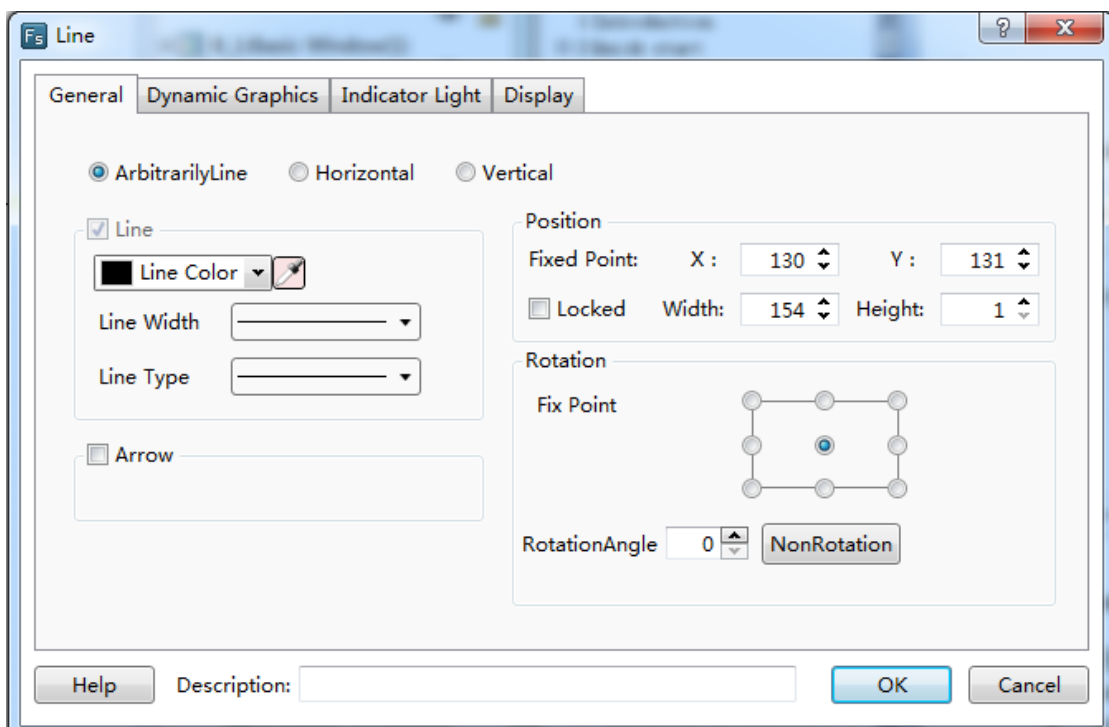 Fs Line
General Dynamic Graphics Indicator Light Display
ArbitrarilyLine Horizontal Vertical
Line
Line Color
Line Width
Line Type
Arrow
Position
Fixed Point: X : 130 Y : 131
Locked Width: 154 Height: 1
Rotation
Fix Point
RotationAngle 0 NonRotation
Help Description: OK Cancel